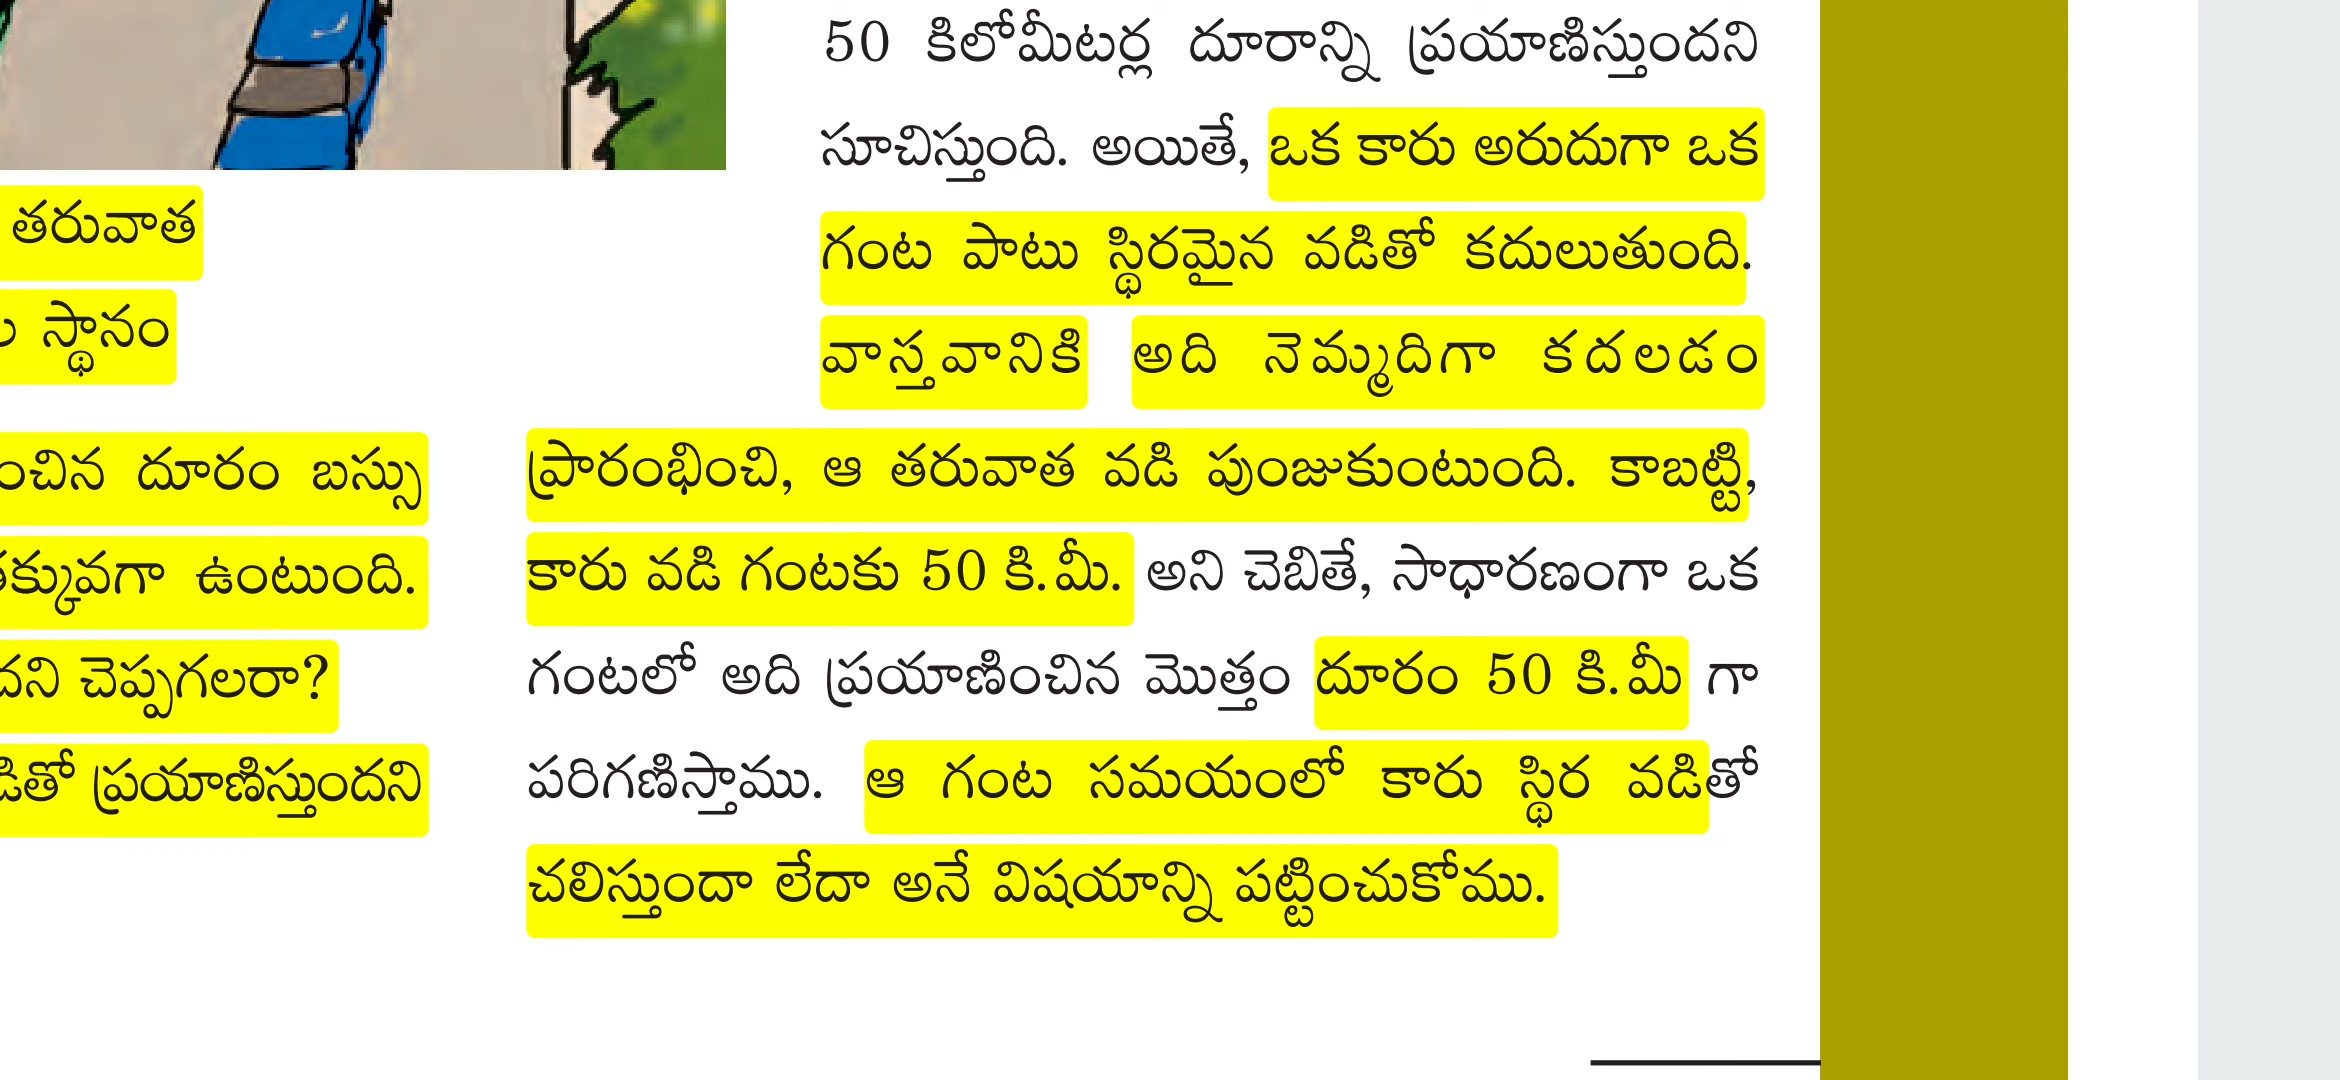 తరువాత
స్థానం
దూరం బస్సు
ఉంటుంది.
చెప్పగలరా?
ప్రయాణిస్తుందని
50 కిలోమీటర్ల దూరాన్ని ప్రయాణిస్తుందని
సూచిస్తుంది. అయితే, ఒక కారు అరుదుగా ఒక
గంట పాటు స్థిరమైన వడితో కదులుతుంది.
వాస్తవానికి అది నెమ్మదిగా కదలడం
ప్రారంభించి, ఆ తరువాత వడి పుంజుకుంటుంది. కాబట్టి,
కారు వడి గంటకు 50 కి.మీ. అని చెబితే, సాధారణంగా ఒక
గంటలో అది ప్రయాణించిన మొత్తం దూరం 50 కి.మీ గా
పరిగణిస్తాము. ఆ గంట సమయంలో కారు స్థిర వడితో
చలిస్తుందా లేదా అనే విషయాన్ని పట్టించుకోము.